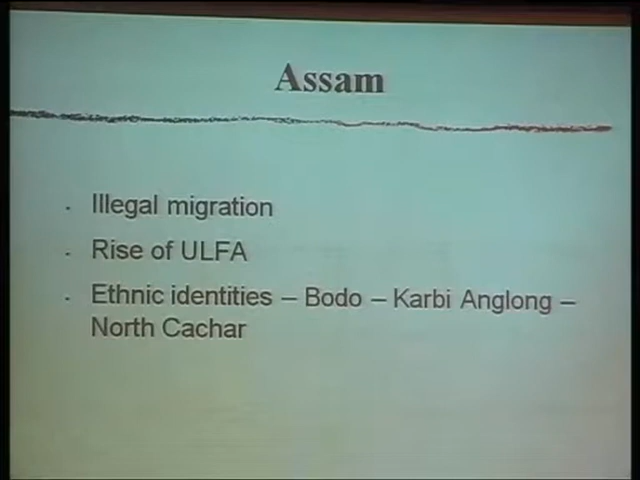 Assam
Illegal migration
Rise of ULFA
Ethnic identities – Bodo – Karbi Anglong –
North Cachar